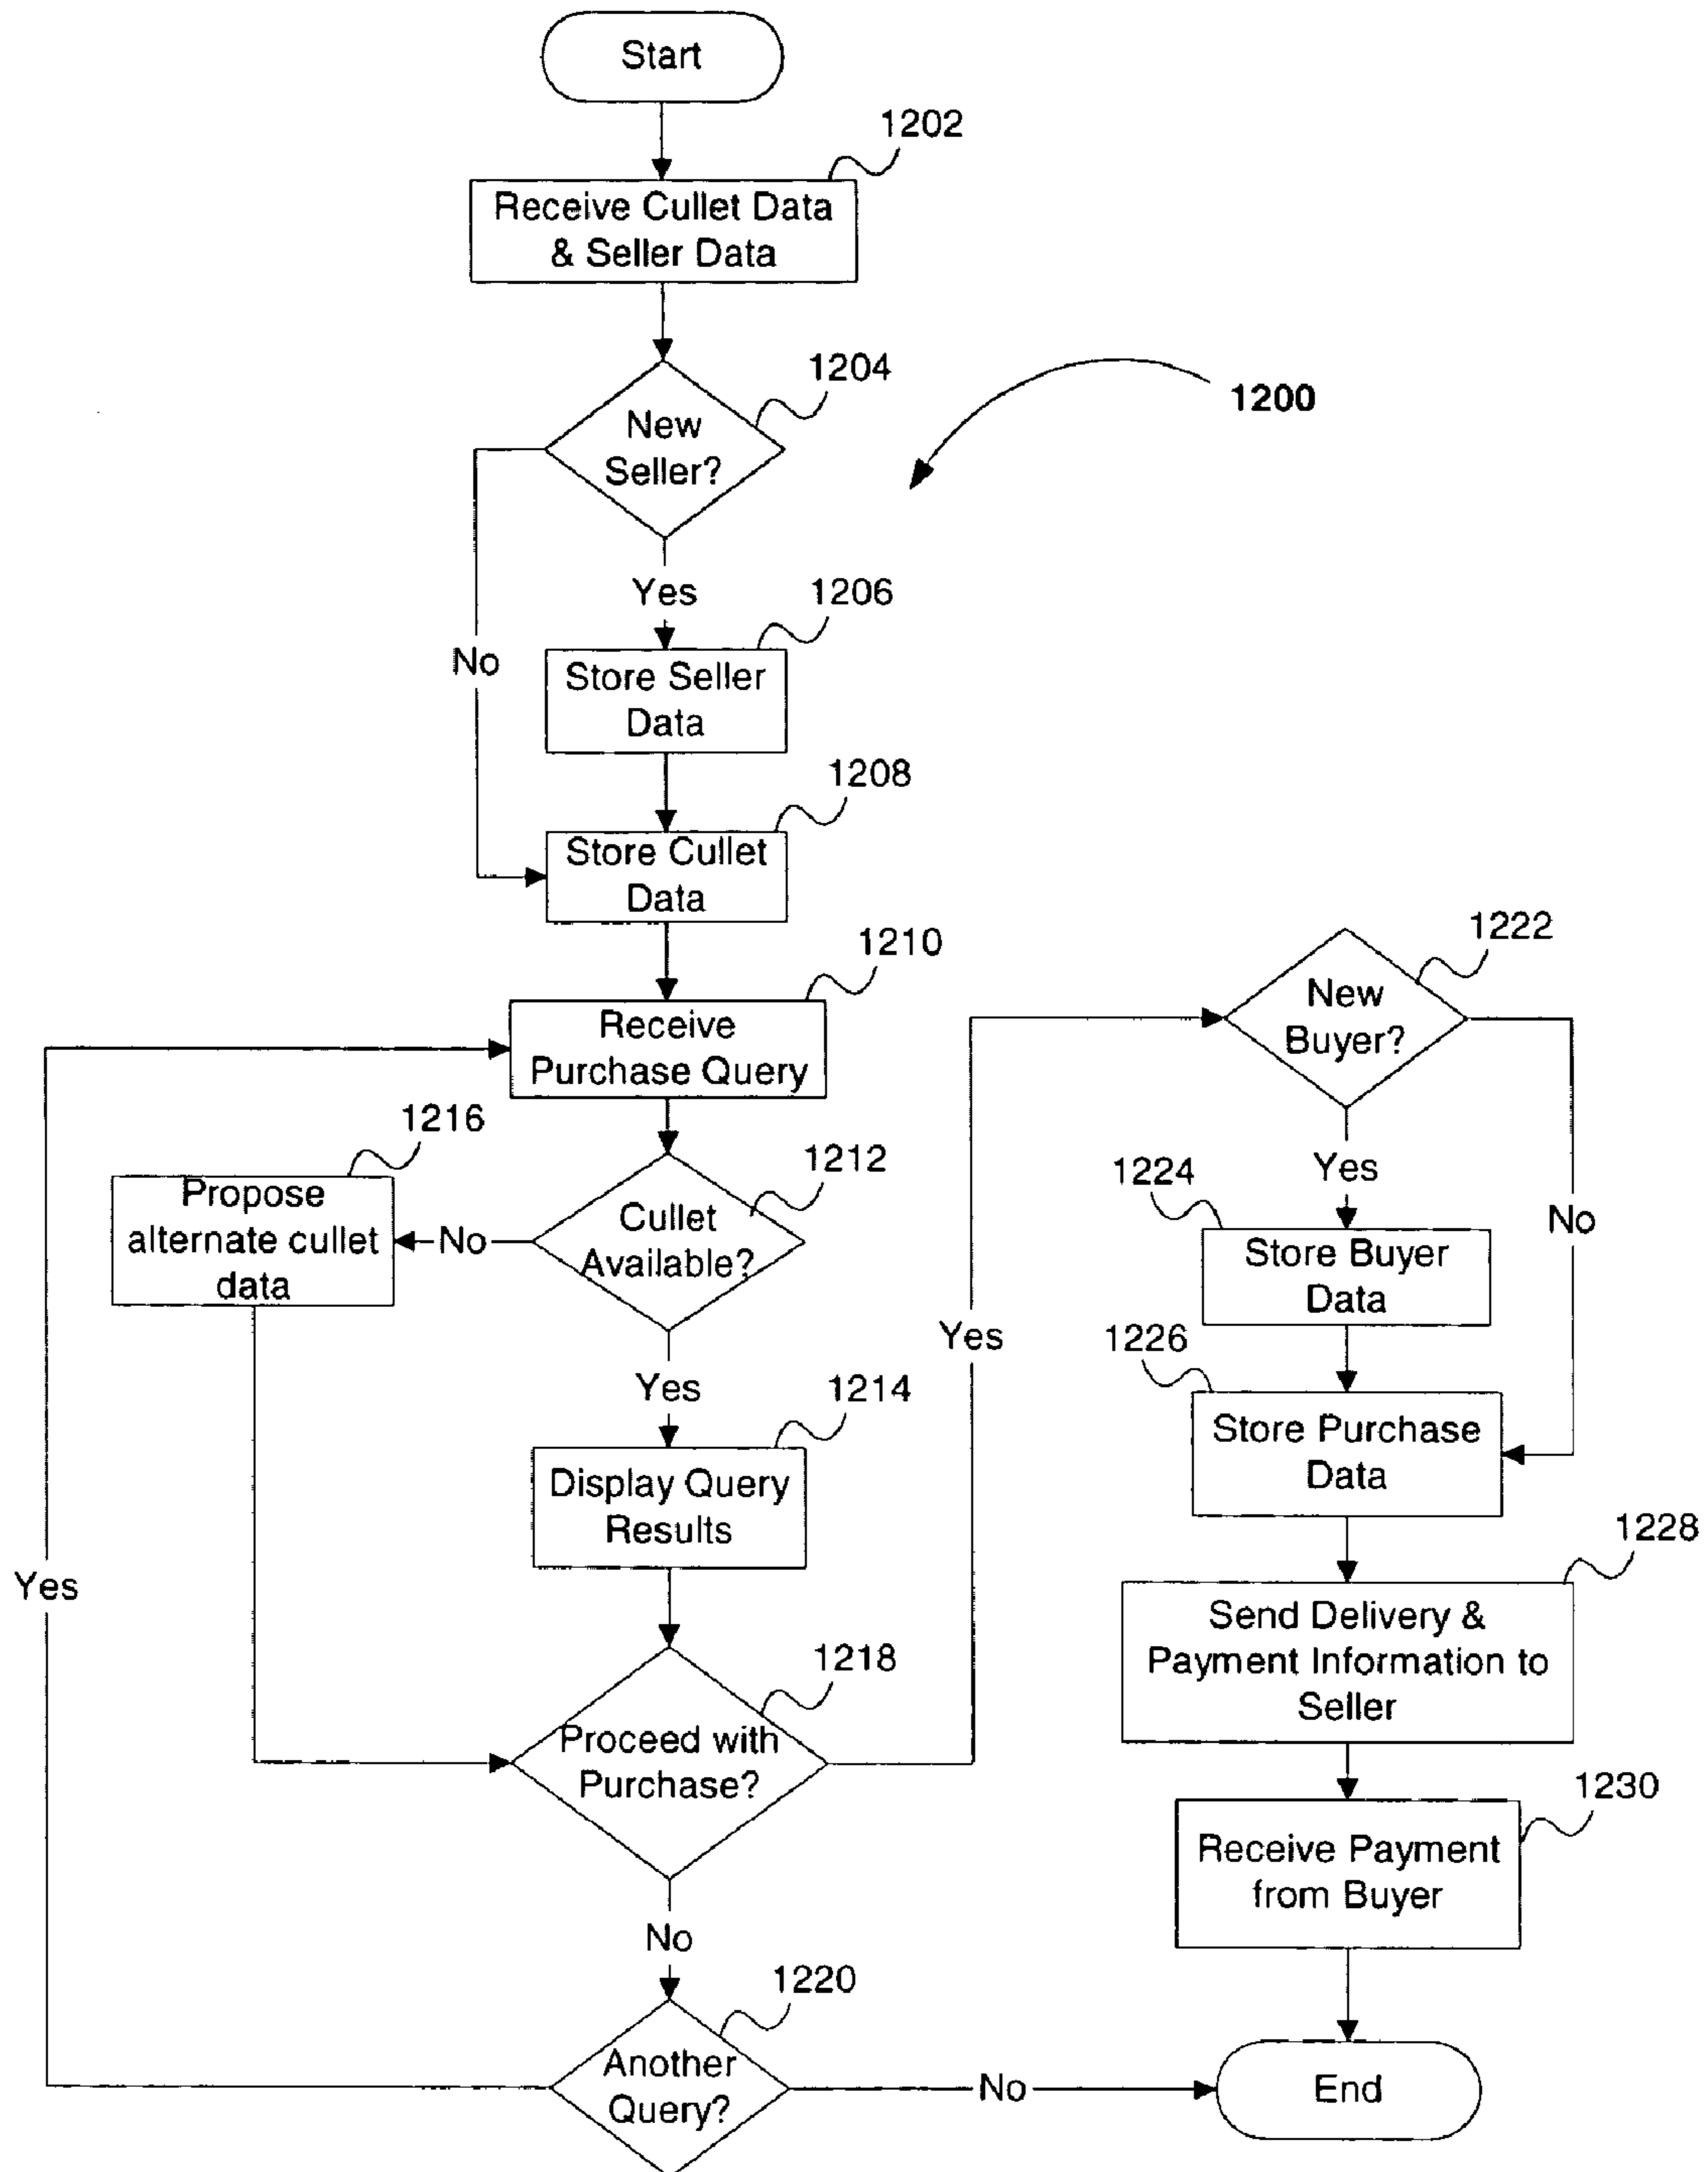 Start
1202
Receive Cullet Data
& Seller Data
1204
New
Seller?
1200
Yes
1206
No
Store Seller
Data
1208
Store Cullet
Data
1210
Receive
Purchase Query
1216
Propose
alternate cullet
data
1212
No
Cullet
Available?
Yes
1214
Display Query
Results
Yes
1218
Proceed with
Purchase?
Yes
No
1220
Another
Query?
No
1222
New
Buyer?
Yes
No
1224
Store Buyer
Data
1226
Store Purchase
Data
1228
Send Delivery &
Payment Information to
Seller
1230
Receive Payment
from Buyer
End